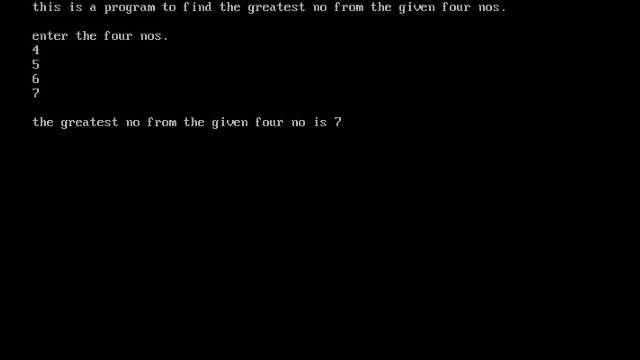 this is a program to find the greatest no from the given four nos.
enter the four nos.
4
5
6
7
the greatest no from the given four no is 7